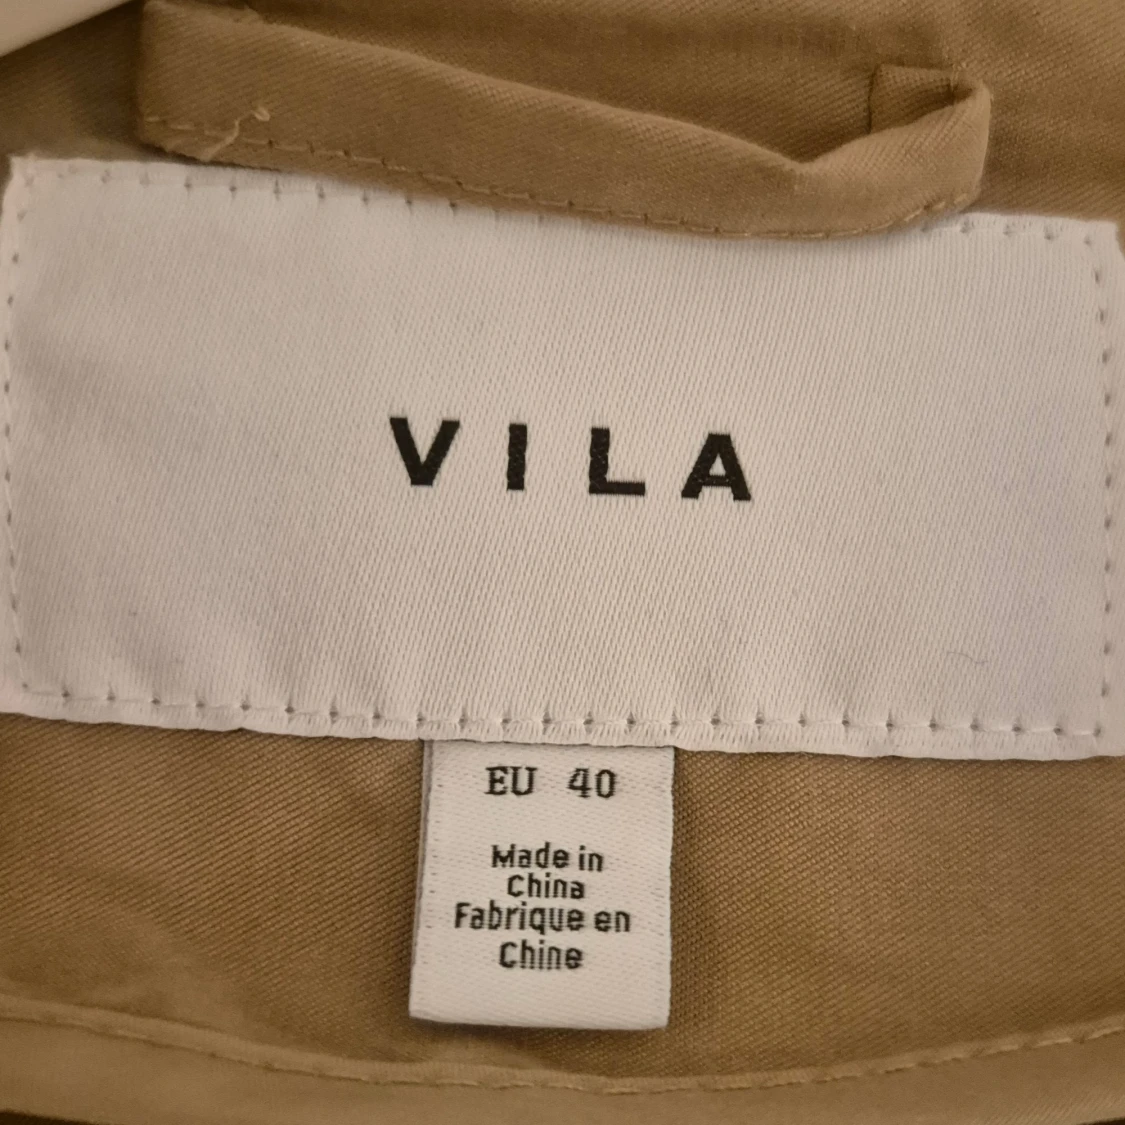 VILA
EU 40
Made in
China
Fabrique en
Chine